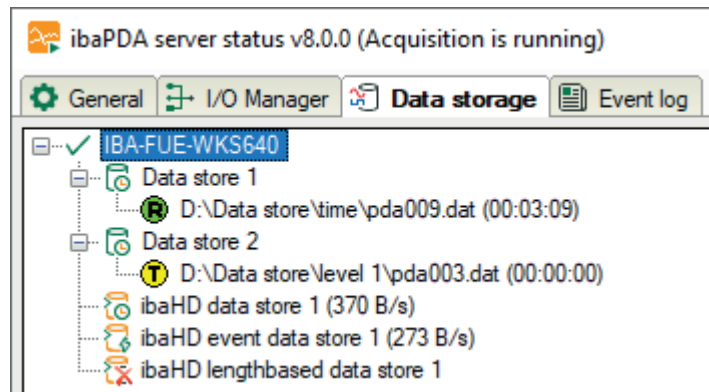 ibaPDA server status v8.0.0 (Acquisition is running)
General I/O Manager Data storage Event log
IBA-FUE-WKS640
Data store 1
R D:\Data store\time\pda009.dat (00:03:09)
Data store 2
T D:\Data store\level 1\pda003.dat (00:00:00)
ibaHD data store 1 (370 B/s)
ibaHD event data store 1 (273 B/s)
ibaHD lengthbased data store 1